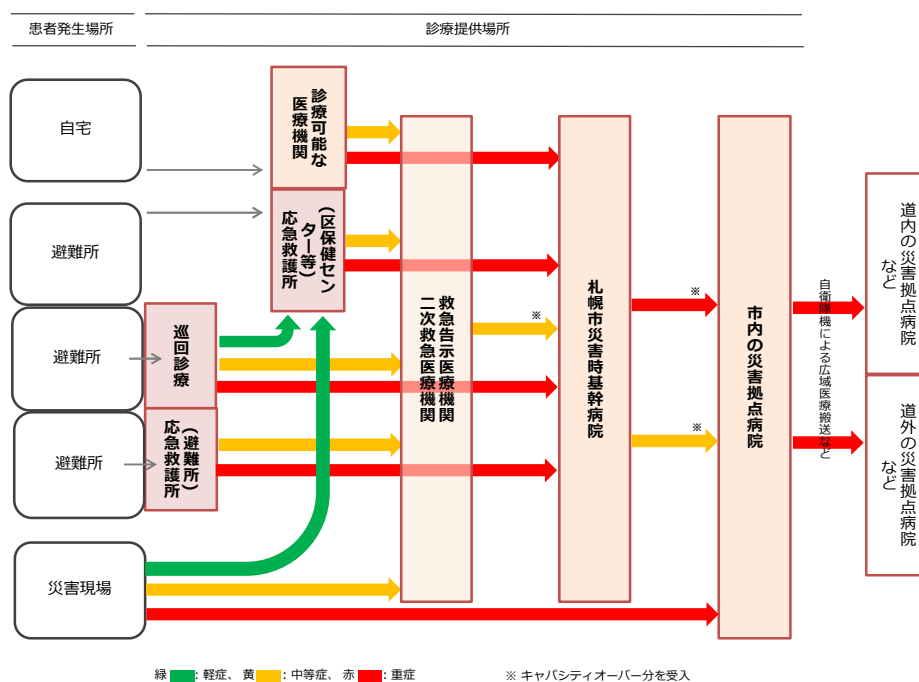 患者発生場所
診療提供場所
自宅
避難所
避難所
避難所
災害現場
診療可能な
医療機関
（区保健セン
ター等）
応急救護所
巡回診療
（避難所）
応急救護所
救急告示医療機関
二次救急医療機関
※
札幌市災害時基幹病院
※
※
市内の災害拠点病院
自衛隊機による広域医療搬送など
道内の災害拠点病院
など
道外の災害拠点病院
など
緑 : 軽症、 黄 : 中等症、 赤 : 重症
※ キャパシティオーバー分を受入